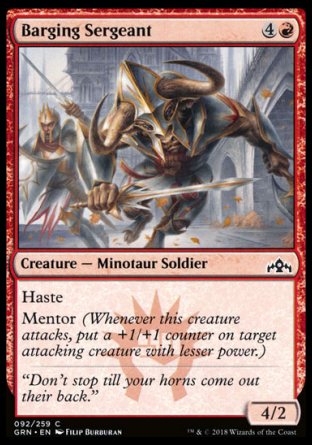 Barging Sergeant 4
Creature — Minotaur Soldier
Haste
Mentor (Whenever this creature
attacks, put a +1/+1 counter on target
attacking creature with lesser power.)
“Don’t stop till your horns come out
their back.”
4/2
092/259 C
GRN • EN FILIP BURBURAN
™ & © 2018 Wizards of the Coast